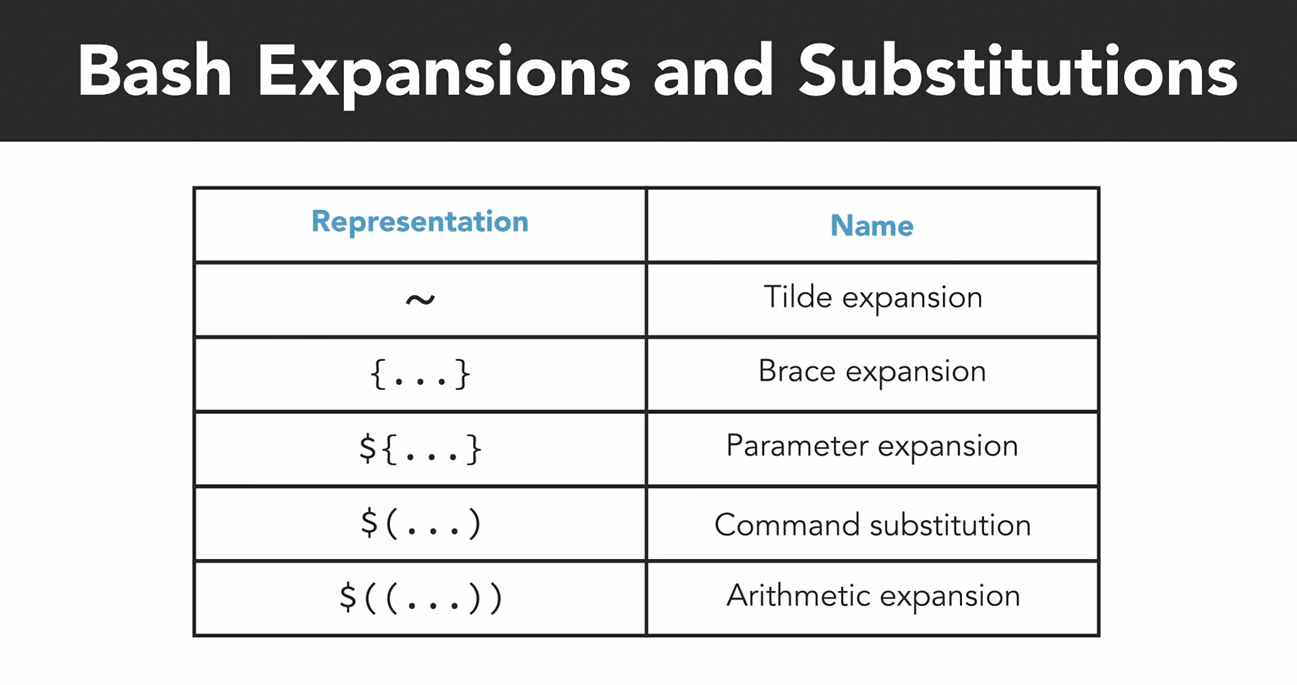 Bash Expansions and Substitutions
Representation Name
~ Tilde expansion
{...} Brace expansion
${...} Parameter expansion
$(...) Command substitution
$((...)) Arithmetic expansion